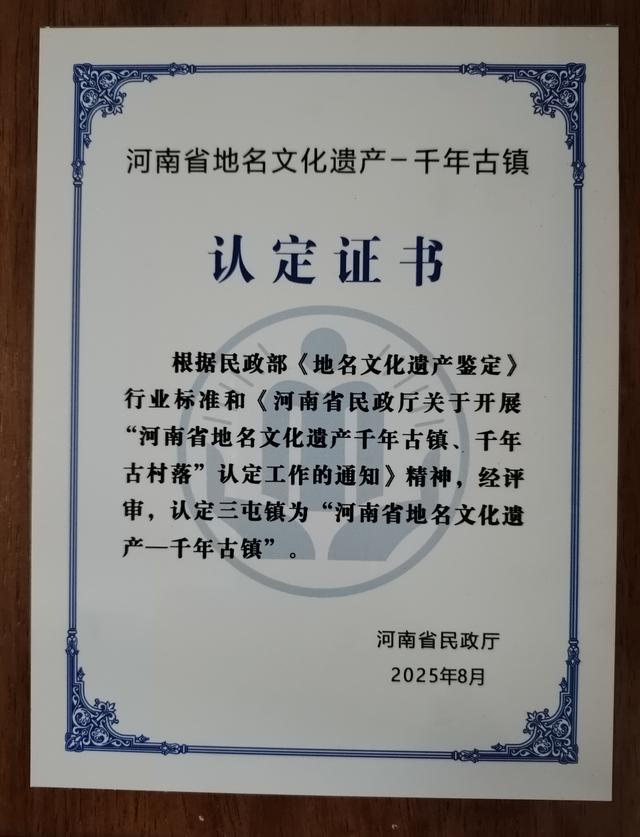 河南省地名文化遗产–千年古镇
认定证书
根据民政部《地名文化遗产鉴定》
行业标准和《河南省民政厅关于开展
“河南省地名文化遗产千年古镇、千年
古村落”认定工作的通知》精神，经评
审，认定三屯镇为“河南省地名文化遗
产—千年古镇”。
河南省民政厅
2025年8月